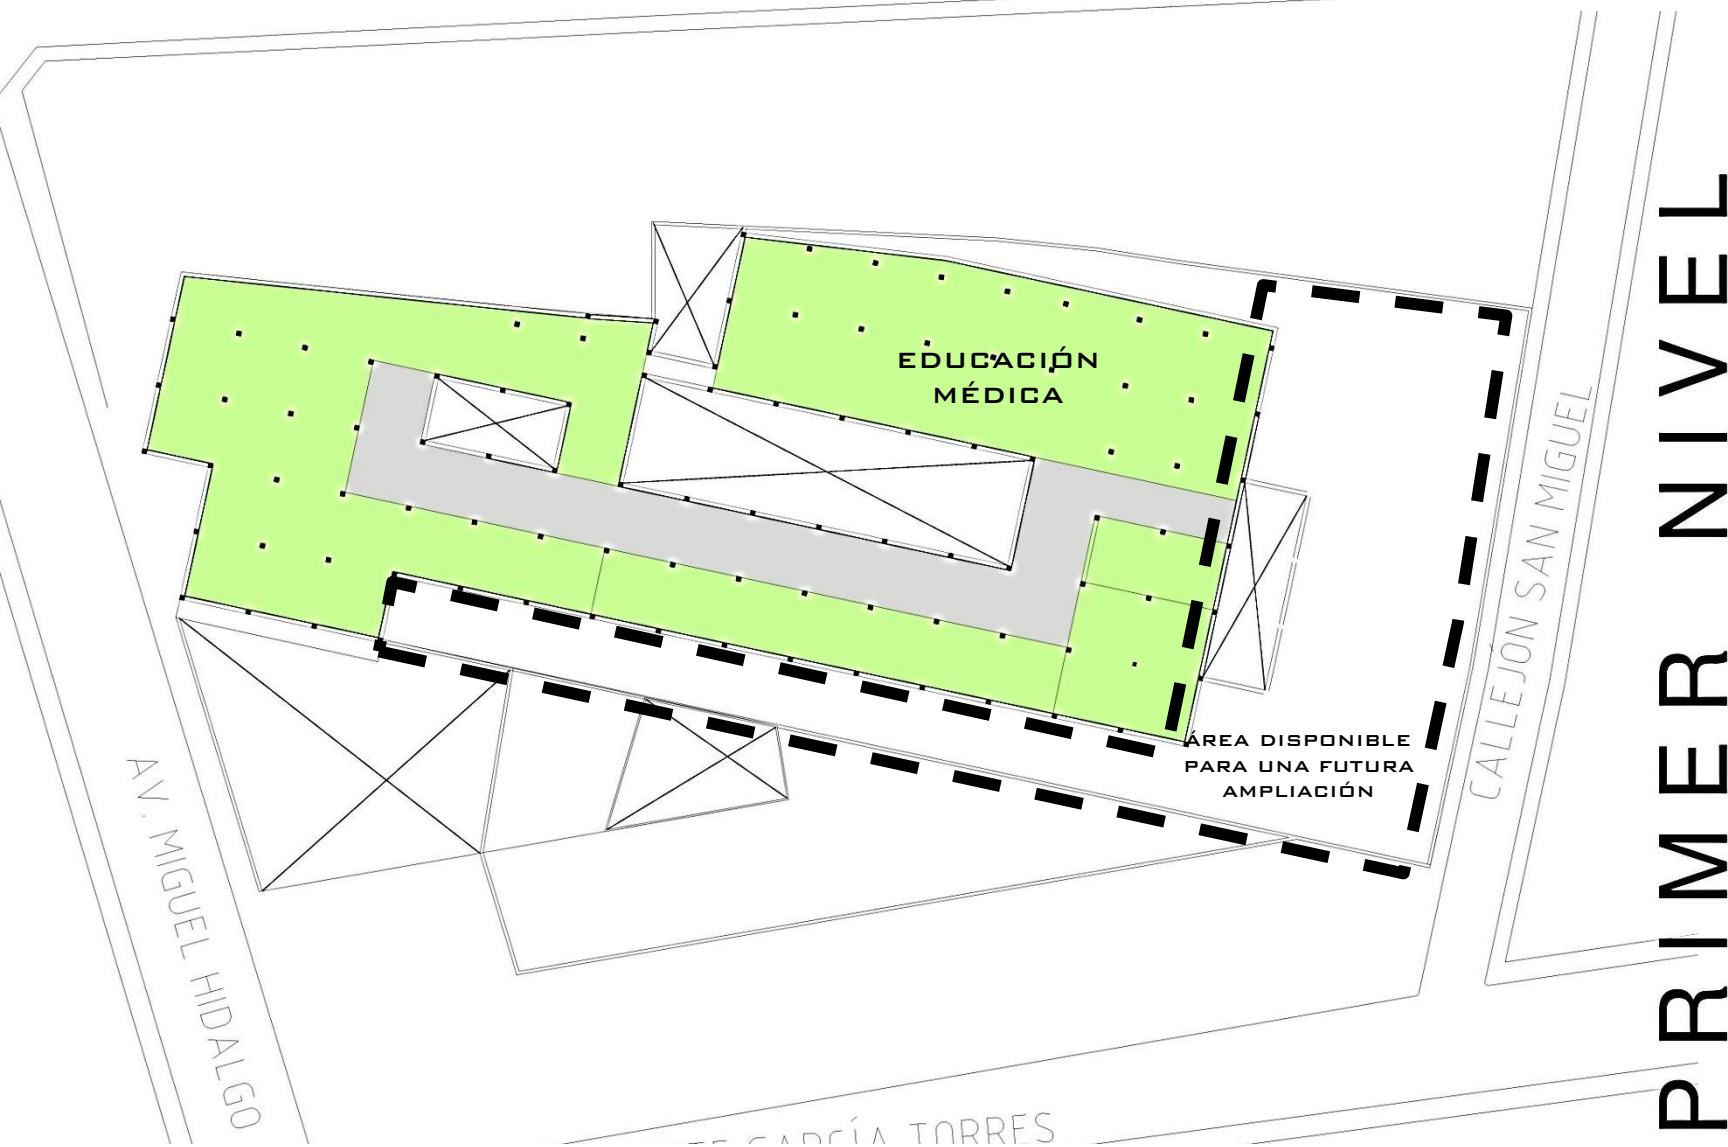 EDUCACIÓN
MÉDICA
ÁREA DISPONIBLE
PARA UNA FUTURA
AMPLIACIÓN
CALLEJÓN SAN MIGUEL
AV. MIGUEL HIDALGO
GARCÍA TORRES
PRIMER NIVEL